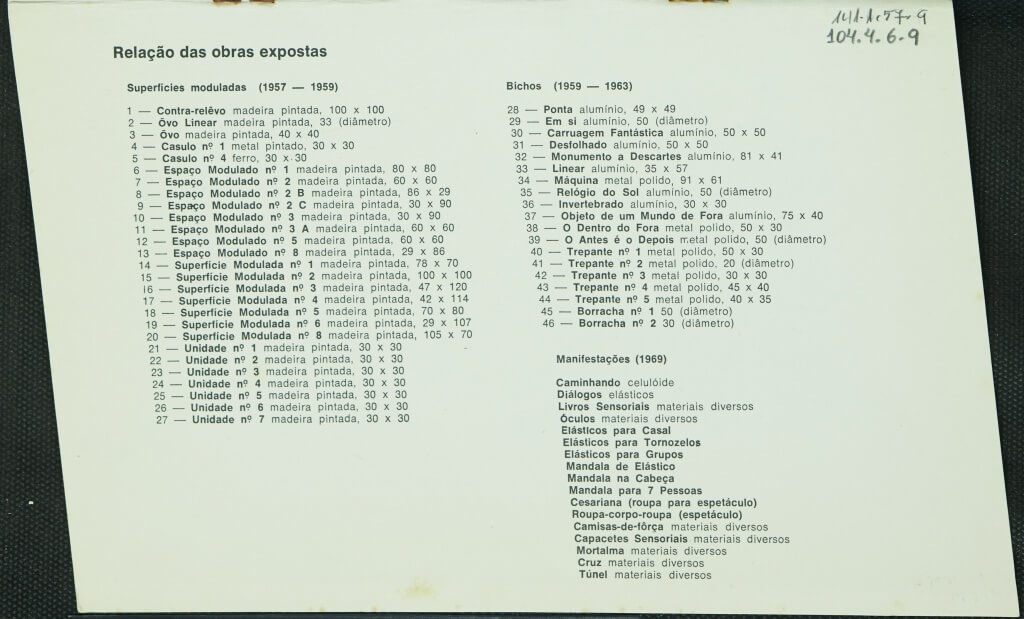 141.1.57.9
104.4.6.9
Relação das obras expostas
Superfícies moduladas (1957 — 1959)
1 — Contra-relêvo madeira pintada, 100 x 100
2 — Ôvo Linear madeira pintada, 33 (diâmetro)
3 — Ôvo madeira pintada, 40 x 40
4 — Casulo nº 1 metal pintado, 30 x 30
5 — Casulo nº 4 ferro, 30 x 30
6 — Espaço Modulado nº 1 madeira pintada, 80 x 80
7 — Espaço Modulado nº 2 madeira pintada, 60 x 60
8 — Espaço Modulado nº 2 B madeira pintada, 86 x 29
9 — Espaço Modulado nº 2 C madeira pintada, 30 x 90
10 — Espaço Modulado nº 3 madeira pintada, 30 x 90
11 — Espaço Modulado nº 3 A madeira pintada, 60 x 60
12 — Espaço Modulado nº 5 madeira pintada, 60 x 60
13 — Espaço Modulado nº 8 madeira pintada, 29 x 86
14 — Superfície Modulada nº 1 madeira pintada, 78 x 70
15 — Superfície Modulada nº 2 madeira pintada, 100 x 100
16 — Superfície Modulada nº 3 madeira pintada, 47 x 120
17 — Superfície Modulada nº 4 madeira pintada, 42 x 114
18 — Superfície Modulada nº 5 madeira pintada, 70 x 80
19 — Superfície Modulada nº 6 madeira pintada, 29 x 107
20 — Superfície Modulada nº 8 madeira pintada, 105 x 70
21 — Unidade nº 1 madeira pintada, 30 x 30
22 — Unidade nº 2 madeira pintada, 30 x 30
23 — Unidade nº 3 madeira pintada, 30 x 30
24 — Unidade nº 4 madeira pintada, 30 x 30
25 — Unidade nº 5 madeira pintada, 30 x 30
26 — Unidade nº 6 madeira pintada, 30 x 30
27 — Unidade nº 7 madeira pintada, 30 x 30
Bichos (1959 — 1963)
28 — Ponta alumínio, 49 x 49
29 — Em si alumínio, 50 (diâmetro)
30 — Carruagem Fantástica alumínio, 50 x 50
31 — Desfolhado alumínio, 50 x 50
32 — Monumento a Descartes alumínio, 81 x 41
33 — Linear alumínio, 35 x 57
34 — Máquina metal polido, 91 x 61
35 — Relógio do Sol alumínio, 50 (diâmetro)
36 — Invertebrado alumínio, 30 x 30
37 — Objeto de um Mundo de Fora alumínio, 75 x 40
38 — O Dentro do Fora metal polido, 50 x 30
39 — O Antes é o Depois metal polido, 50 (diâmetro)
40 — Trepante nº 1 metal polido, 50 x 30
41 — Trepante nº 2 metal polido, 20 (diâmetro)
42 — Trepante nº 3 metal polido, 30 x 30
43 — Trepante nº 4 metal polido, 45 x 40
44 — Trepante nº 5 metal polido, 40 x 35
45 — Borracha nº 1 50 (diâmetro)
46 — Borracha nº 2 30 (diâmetro)
Manifestações (1969)
Caminhando celulóide
Diálogos elásticos
Livros Sensoriais materiais diversos
Óculos materiais diversos
Elásticos para Casal
Elásticos para Tornozelos
Elásticos para Grupos
Mandala de Elástico
Mandala na Cabeça
Mandala para 7 Pessoas
Cesariana (roupa para espetáculo)
Roupa-corpo-roupa (espetáculo)
Camisas-de-fôrça materiais diversos
Capacetes Sensoriais materiais diversos
Mortalma materiais diversos
Cruz materiais diversos
Túnel materiais diversos